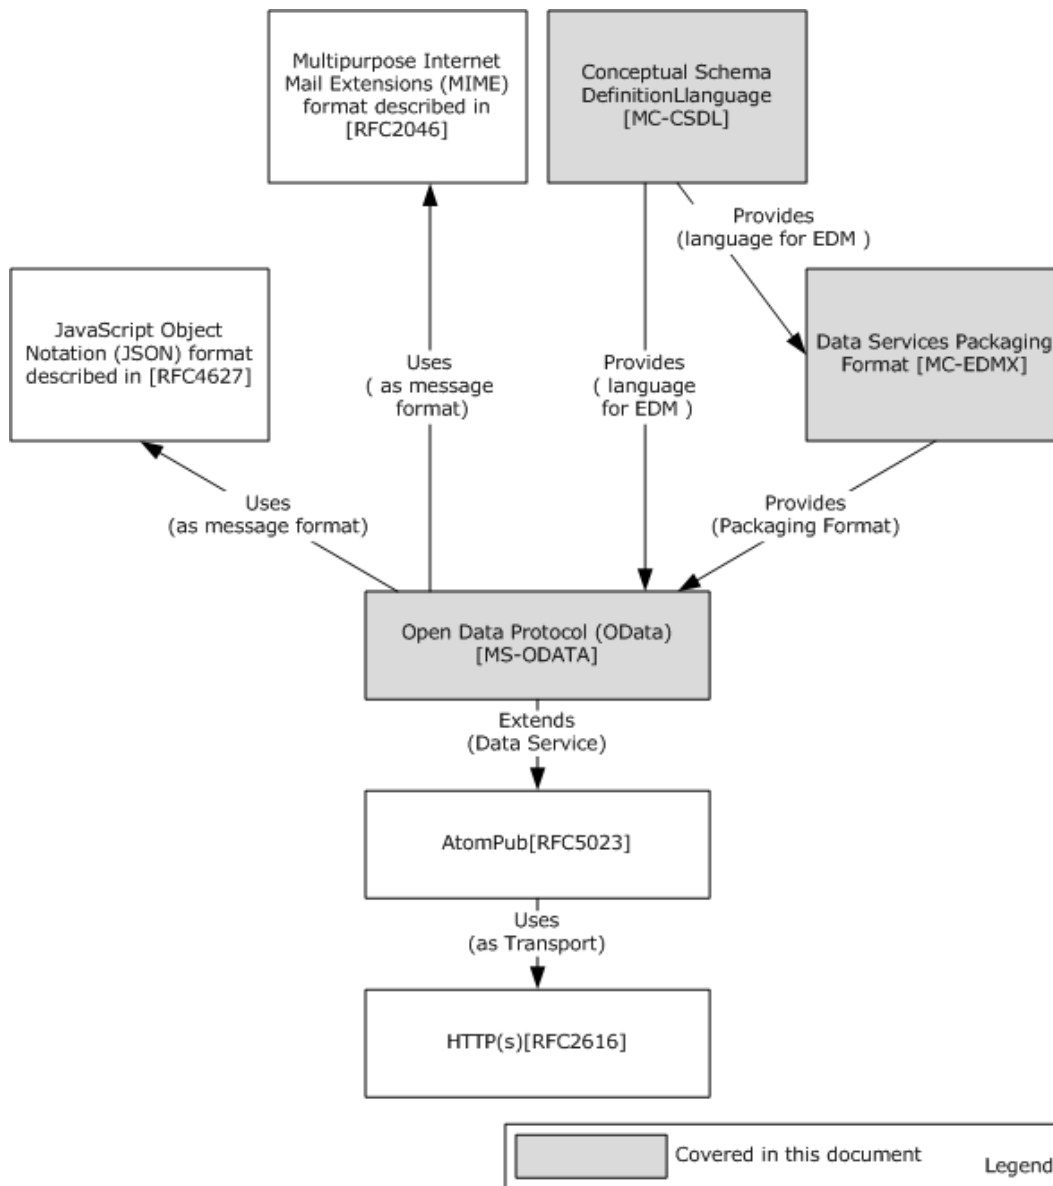 Multipurpose Internet
Mail Extensions (MIME)
format described in
[RFC2046]
Conceptual Schema
DefinitionLlanguage
[MC-CSDL]
Provides
(language for EDM )
JavaScript Object
Notation (JSON) format
described in [RFC4627]
Uses
( as message
format)
Provides
( language
for EDM )
Data Services Packaging
Format [MC-EDMX]
Uses
(as message format)
Provides
(Packaging Format)
Open Data Protocol (OData)
[MS-ODATA]
Extends
(Data Service)
AtomPub[RFC5023]
Uses
(as Transport)
HTTP(s)[RFC2616]
Covered in this document
Legend